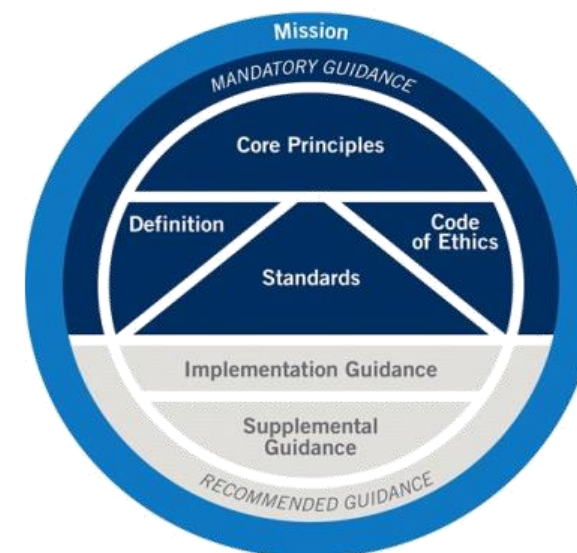 Mission
MANDATORY GUIDANCE
Core Principles
Definition
Code
of Ethics
Standards
Implementation Guidance
Supplemental
Guidance
RECOMMENDED GUIDANCE